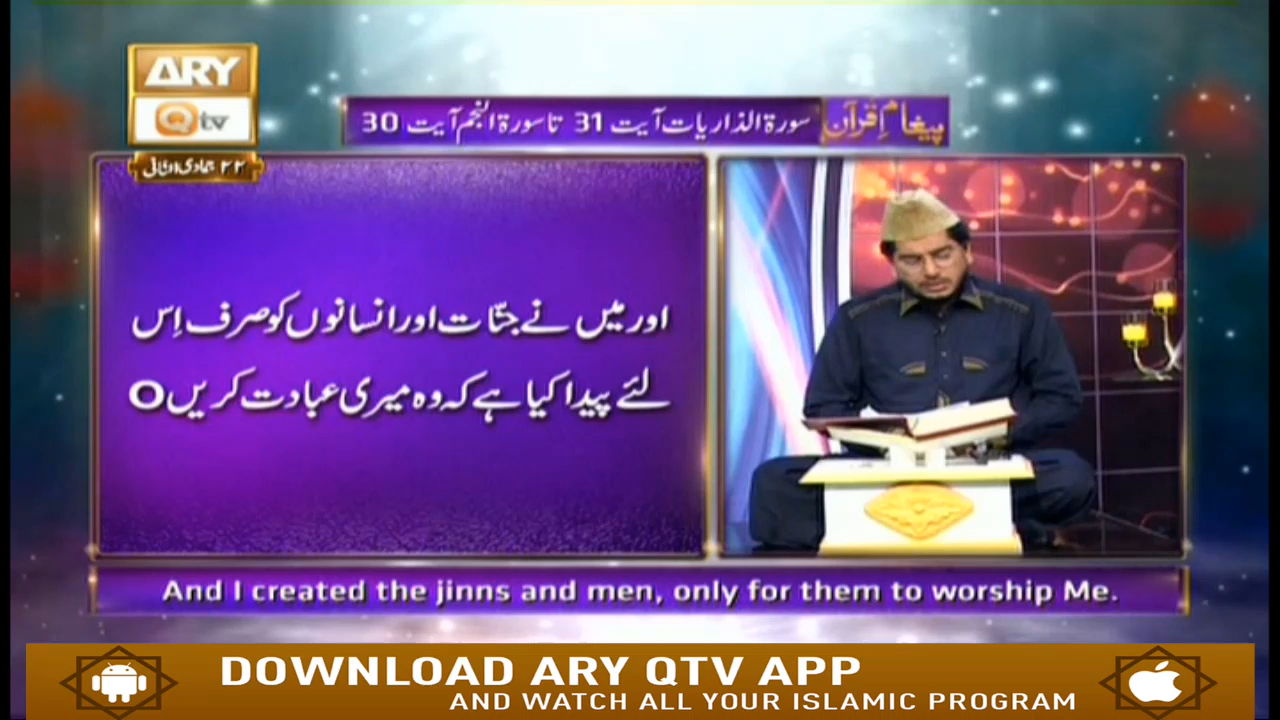 ARY
Qtv
۲۲ جمادی الثانی
پیغامِ قرآن سورۃ الذاریات آیت 31 تا سورۃ النجم آیت 30
اور میں نے جنّات اور انسانوں کو صرف اِس
لئے پیدا کیا ہے کہ وہ میری عبادت کریں O
And I created the jinns and men, only for them to worship Me.
DOWNLOAD ARY QTV APP
AND WATCH ALL YOUR ISLAMIC PROGRAM